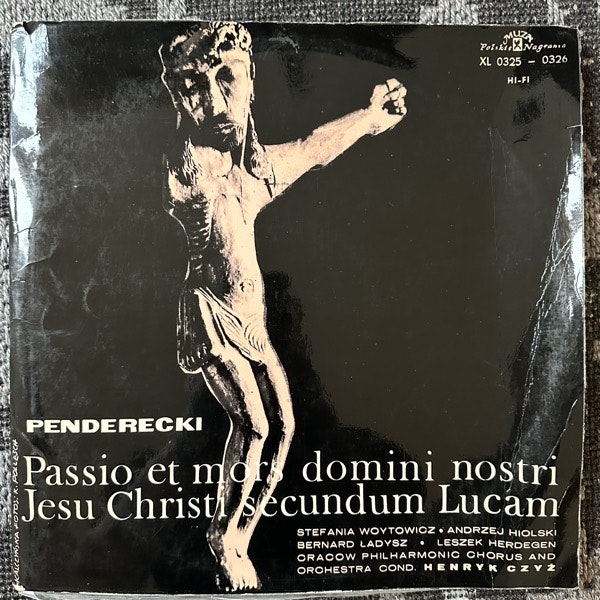 MUZA
Polskie Nagrania
XL 0325 - 0326
HI-FI
PENDERECKI
Passio et mors domini nostri
Jesu Christi secundum Lucam
STEFANIA WOYTOWICZ • ANDRZEJ HIOLSKI
BERNARD ŁADYSZ • LESZEK HERDEGEN
CRACOW PHILHARMONIC CHORUS AND
ORCHESTRA COND. HENRYK CZYŻ